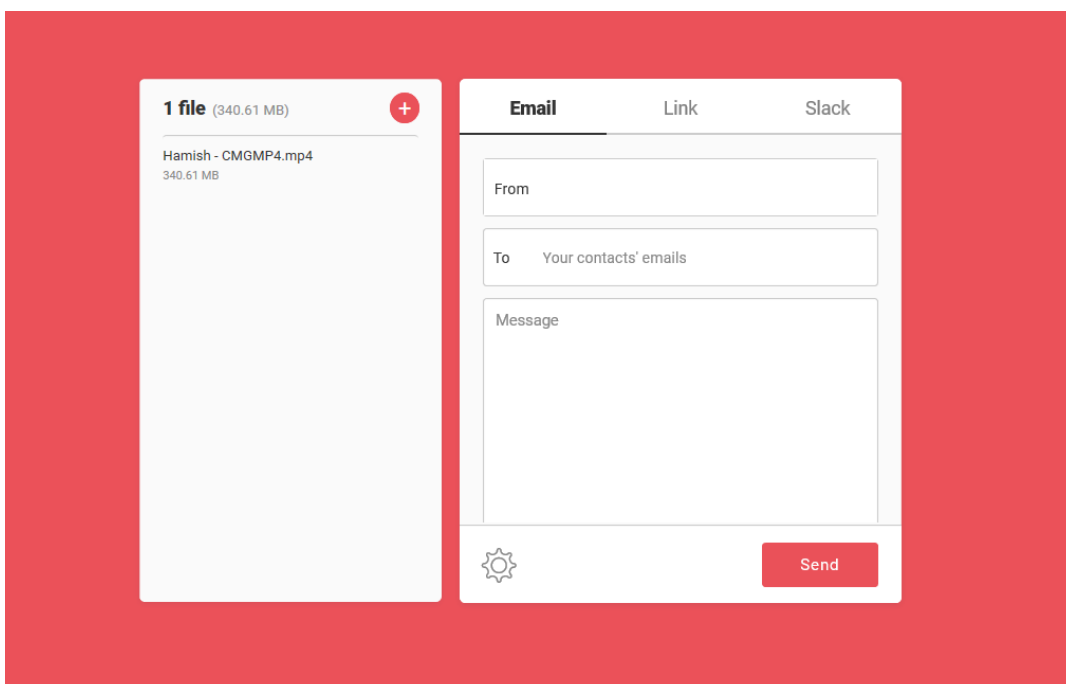 1 file (340.61 MB)
+
Hamish - CMGMP4.mp4
340.61 MB
Email Link Slack
From
To Your contacts' emails
Message
Send